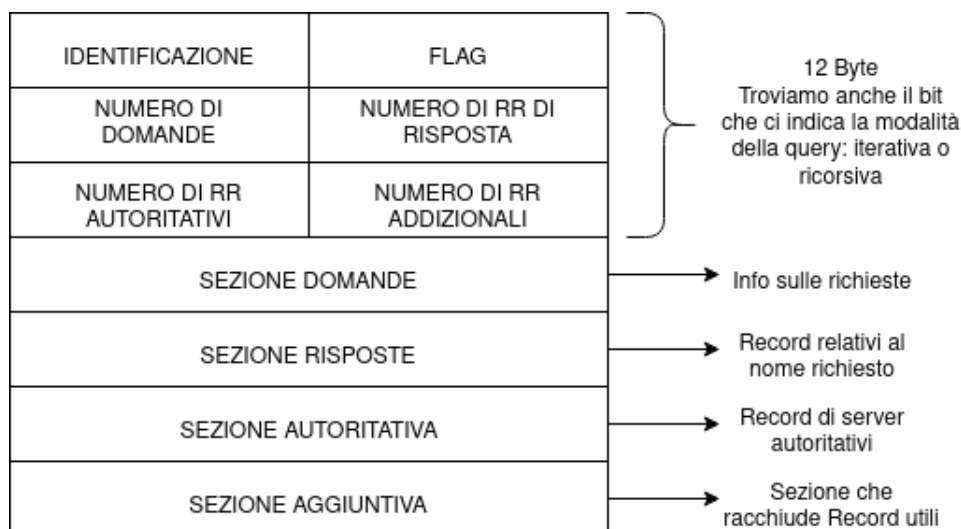 IDENTIFICAZIONE
FLAG
NUMERO DI
DOMANDE
NUMERO DI RR DI
RISPOSTA
NUMERO DI RR
AUTORITATIVI
NUMERO DI RR
ADDIZIONALI
12 Byte
Troviamo anche il bit
che ci indica la modalità
della query: iterativa o
ricorsiva
SEZIONE DOMANDE
Info sulle richieste
SEZIONE RISPOSTE
Record relativi al
nome richiesto
SEZIONE AUTORITATIVA
Record di server
autoritativi
SEZIONE AGGIUNTIVA
Sezione che
racchiude Record utili